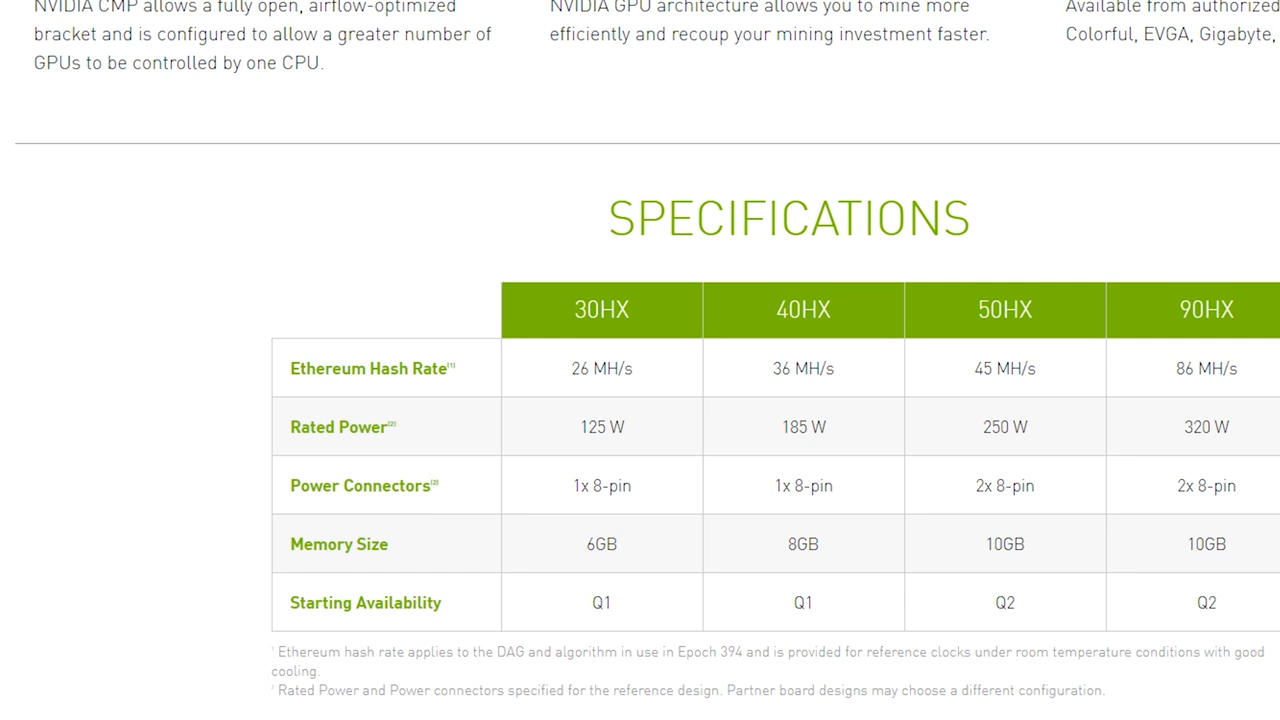 NVIDIA CMP allows a fully open, airflow-optimized
bracket and is configured to allow a greater number of
GPUs to be controlled by one CPU.
NVIDIA GPU architecture allows you to mine more
efficiently and recoup your mining investment faster.
Available from authorized
Colorful, EVGA, Gigabyte,
SPECIFICATIONS
30HX 40HX 50HX 90HX
Ethereum Hash Rate(1) 26 MH/s 36 MH/s 45 MH/s 86 MH/s
Rated Power(2) 125 W 185 W 250 W 320 W
Power Connectors(2) 1x 8-pin 1x 8-pin 2x 8-pin 2x 8-pin
Memory Size 6GB 8GB 10GB 10GB
Starting Availability Q1 Q1 Q2 Q2
1 Ethereum hash rate applies to the DAG and algorithm in use in Epoch 394 and is provided for reference clocks under room temperature conditions with good
cooling.
2 Rated Power and Power connectors specified for the reference design. Partner board designs may choose a different configuration.